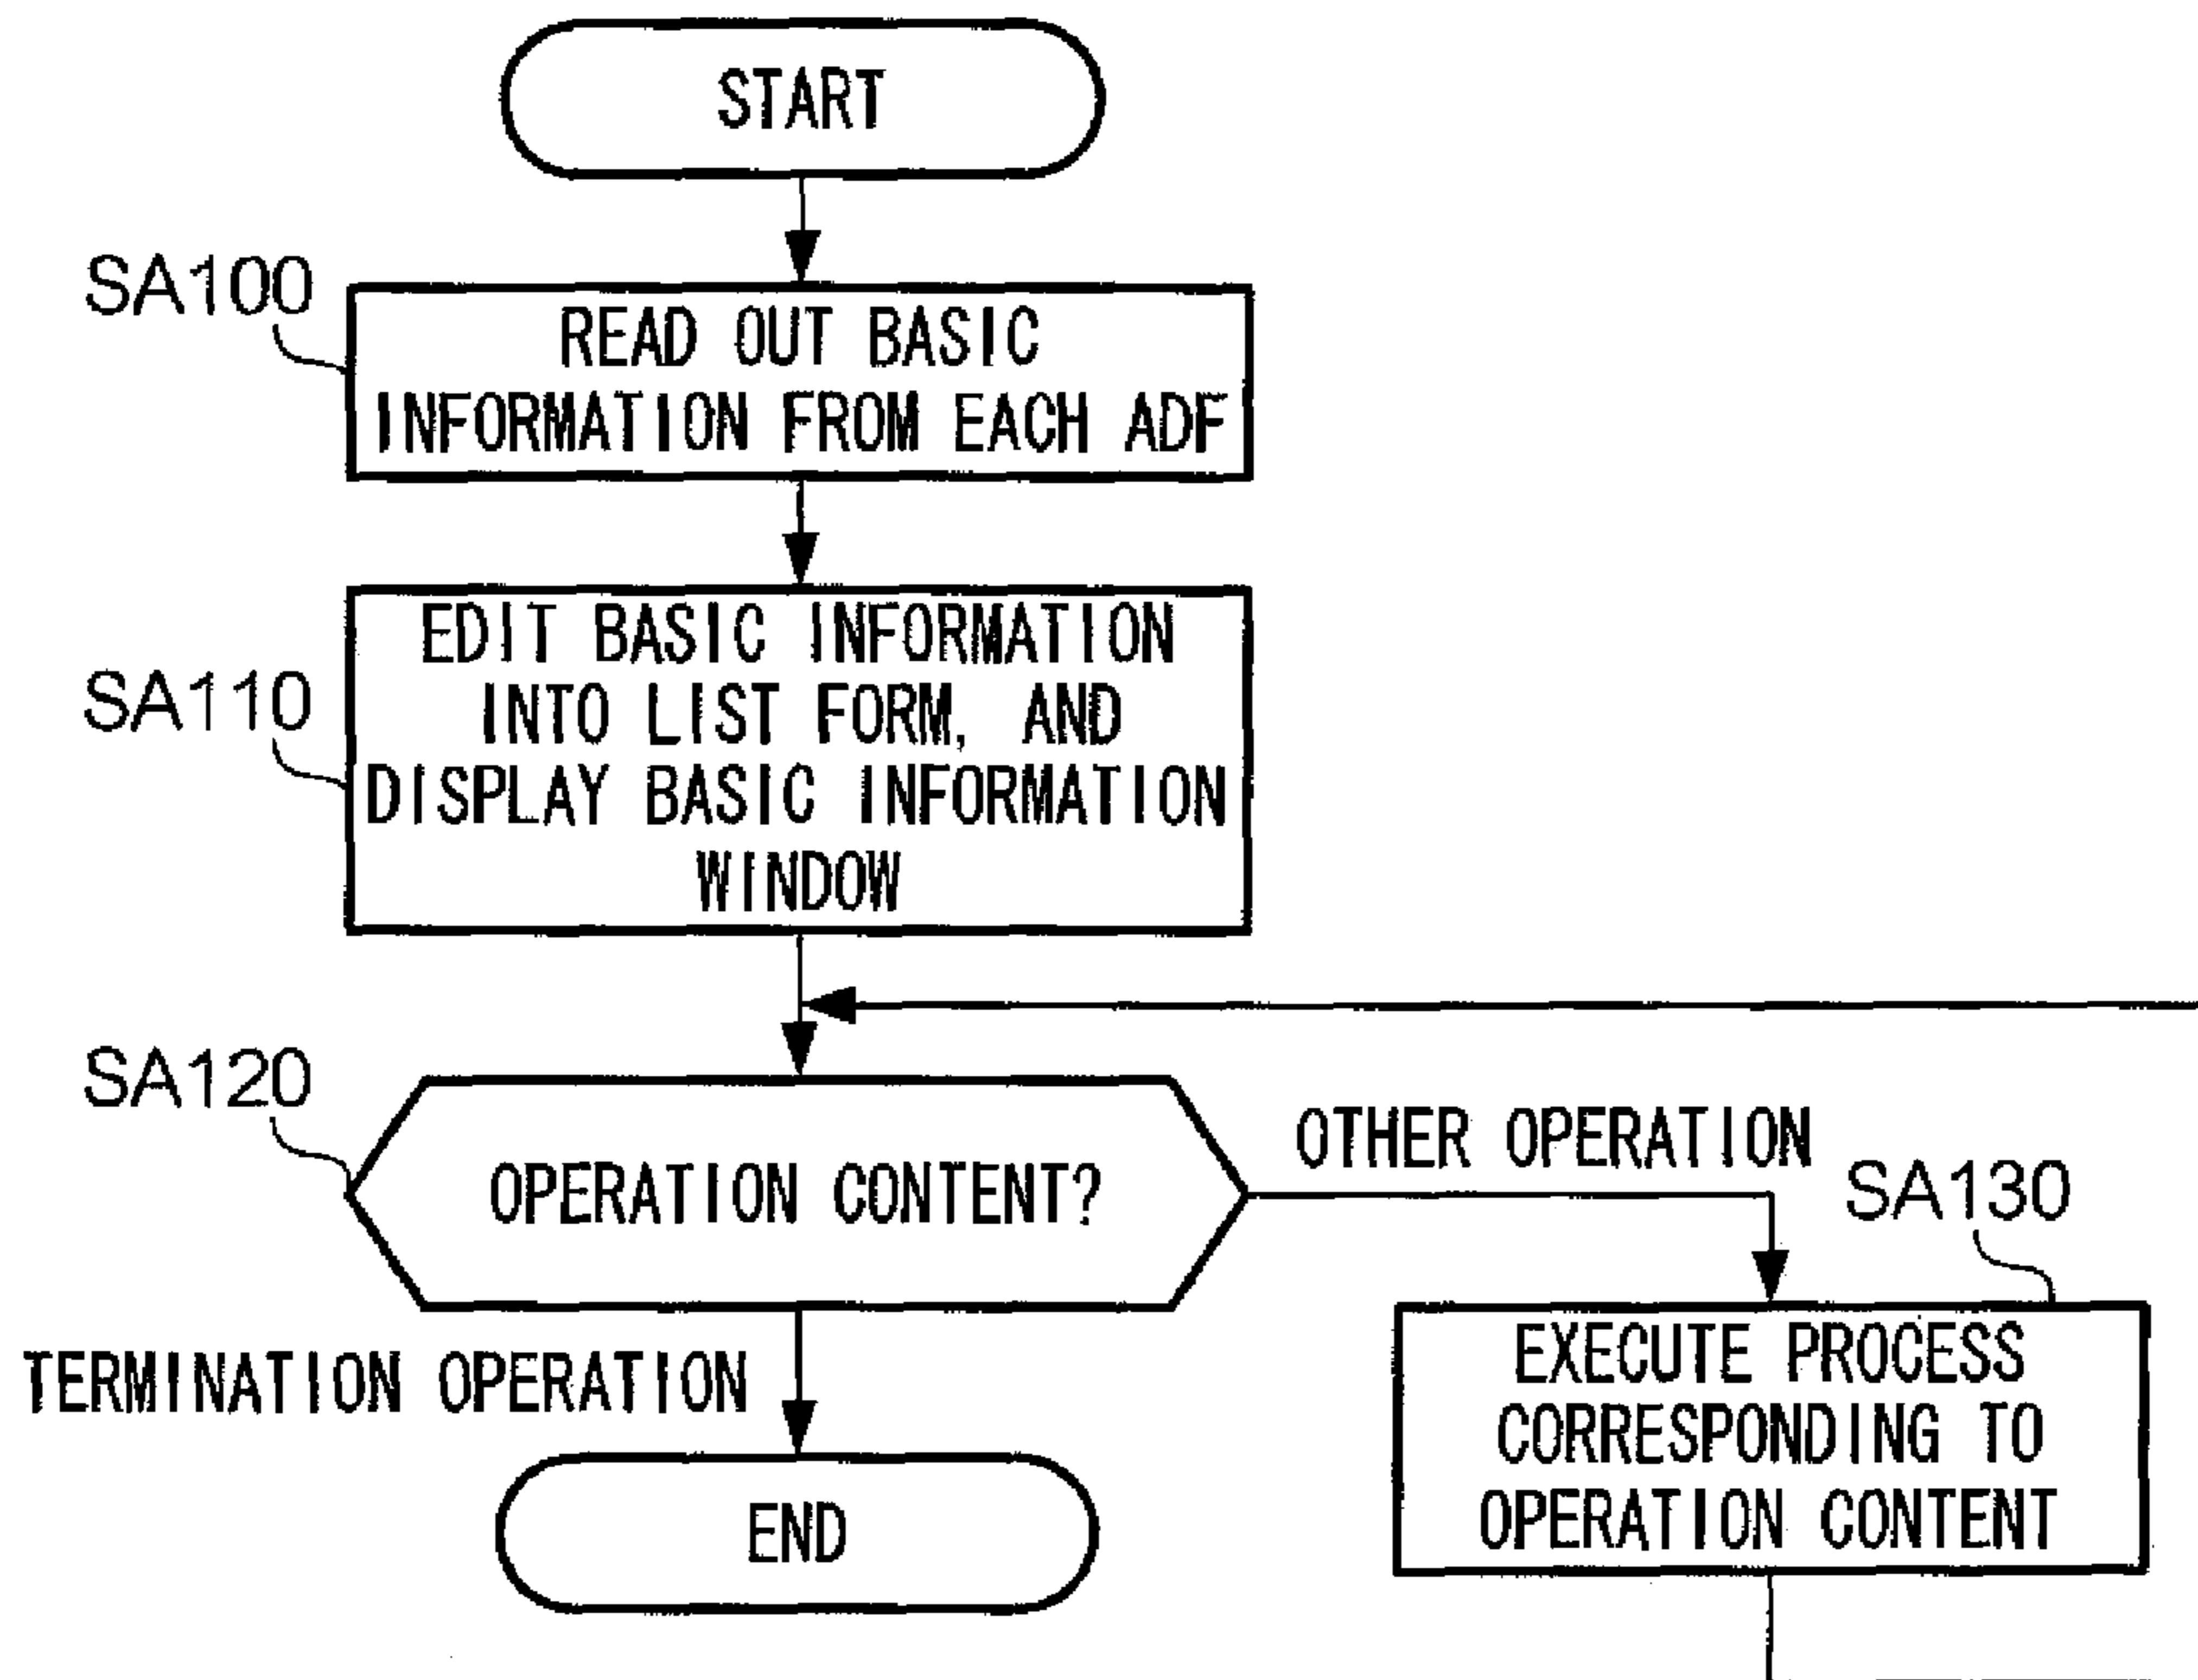 START
SA100
READ OUT BASIC
INFORMATION FROM EACH ADF
SA110
EDIT BASIC INFORMATION
INTO LIST FORM, AND
DISPLAY BASIC INFORMATION
WINDOW
SA120
OPERATION CONTENT?
OTHER OPERATION
SA130
TERMINATION OPERATION
EXECUTE PROCESS
CORRESPONDING TO
OPERATION CONTENT
END